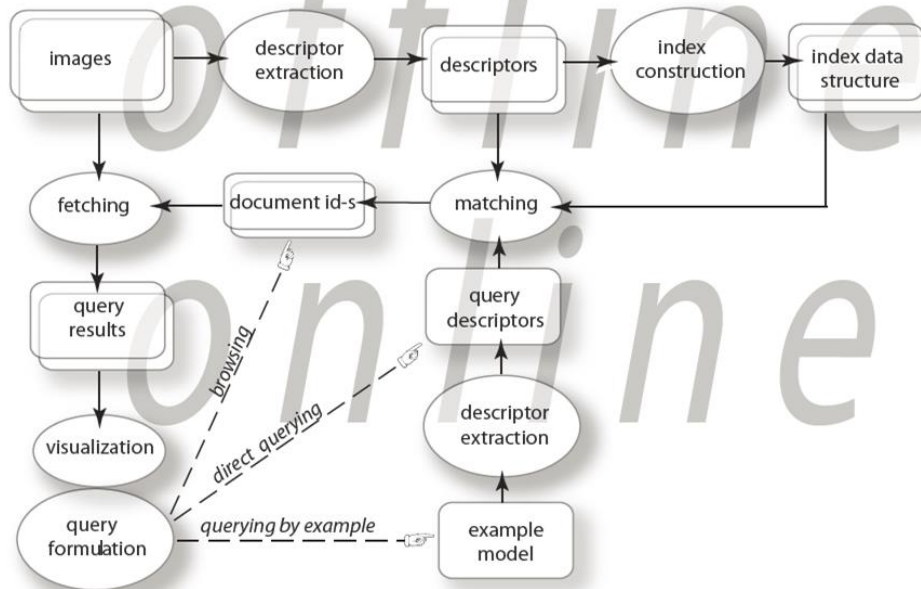 offline
images
descriptor
extraction
descriptors
index
construction
index data
structure
fetching
document id-s
matching
online
query
results
browsing
query
descriptors
direct querying
visualization
descriptor
extraction
query
formulation
querying by example
example
model